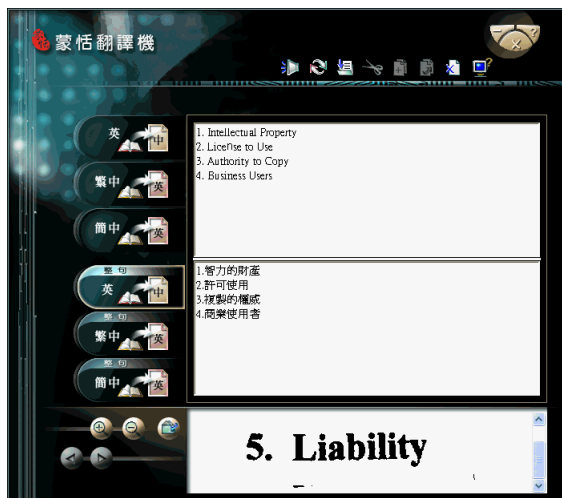 蒙恬翻譯機
英 中
繁中 英
簡中 英
整句
英 中
整句
繁中 英
整句
簡中 英
1. Intellectual Property
2. License to Use
3. Authority to Copy
4. Business Users
1.智力的財產
2.許可使用
3.複製的權威
4.商業使用者
5. Liability